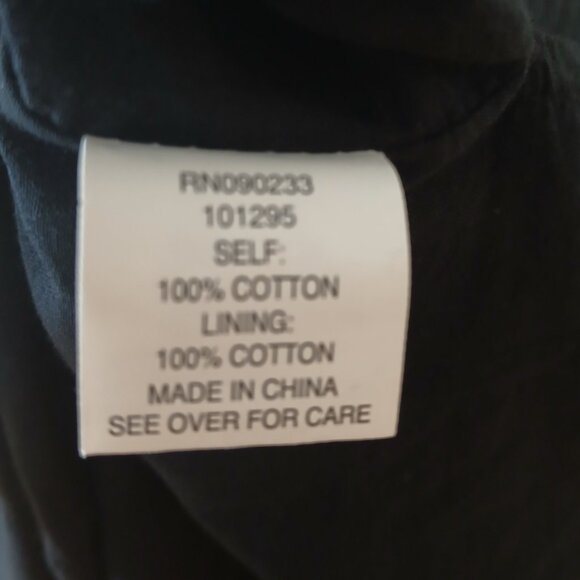 RN090233
101295
SELF:
100% COTTON
LINING:
100% COTTON
MADE IN CHINA
SEE OVER FOR CARE